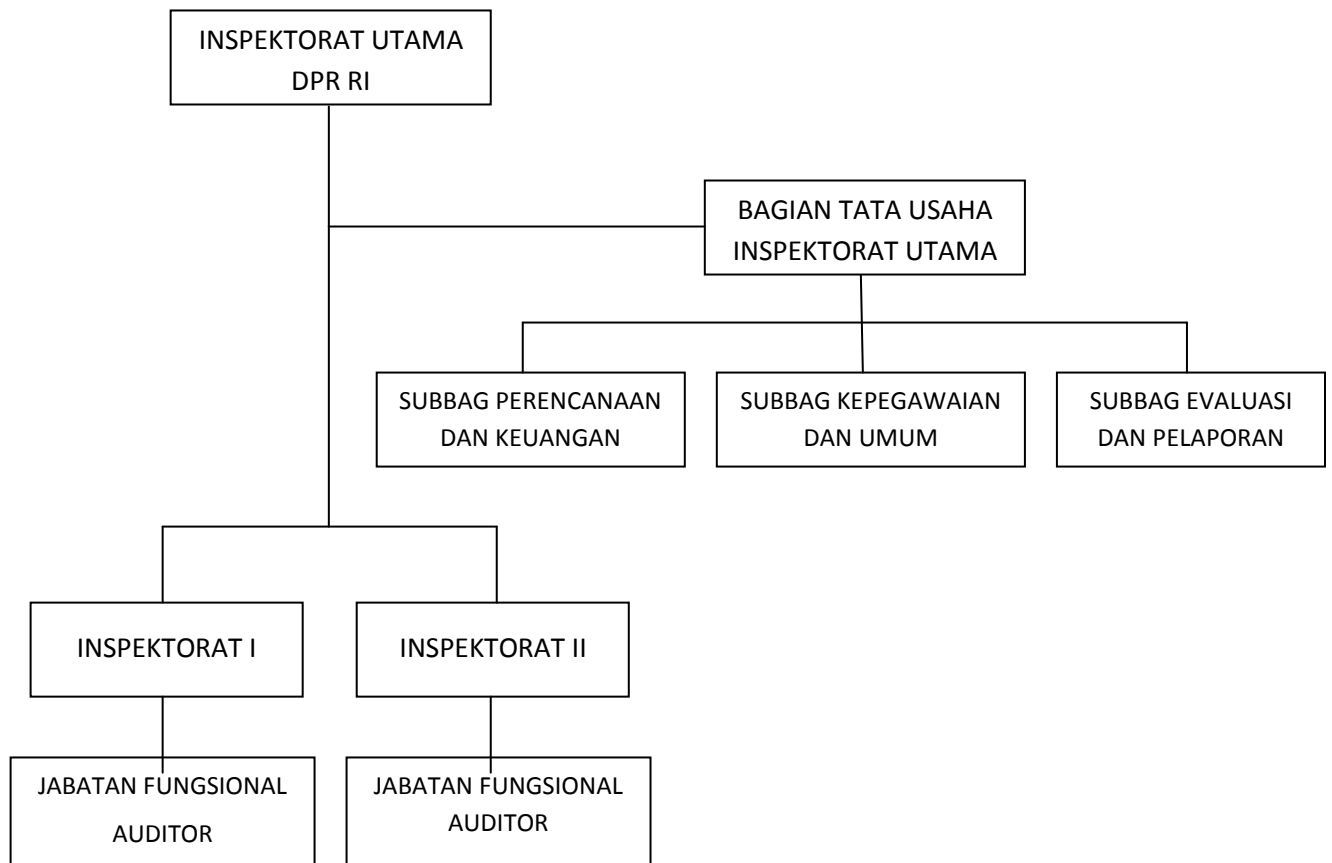 INSPEKTORAT UTAMA
DPR RI
BAGIAN TATA USAHA
INSPEKTORAT UTAMA
SUBBAG PERENCANAAN
DAN KEUANGAN
SUBBAG KEPEGAWAIAN
DAN UMUM
SUBBAG EVALUASI
DAN PELAPORAN
INSPEKTORAT I
INSPEKTORAT II
JABATAN FUNGSIONAL
AUDITOR
JABATAN FUNGSIONAL
AUDITOR